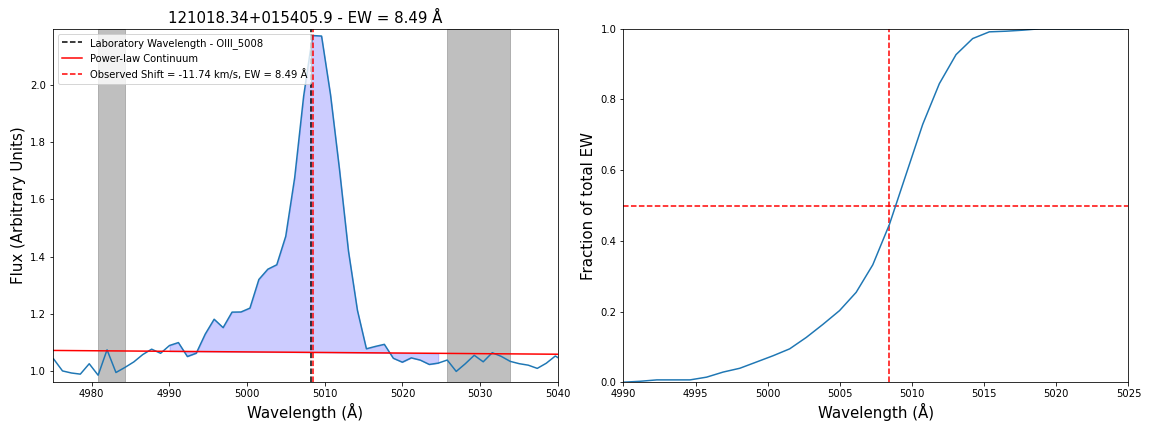 121018.34+015405.9 - EW = 8.49 Å
Laboratory Wavelength - OIII_5008
Power-law Continuum
Observed Shift = -11.74 km/s, EW = 8.49 Å
Flux (Arbitrary Units)
2.0
1.8
1.6
1.4
1.2
1.0
4980 4990 5000 5010 5020 5030 5040
Wavelength (Å)
Fraction of total EW
1.0
0.8
0.6
0.4
0.2
0.0
4990 4995 5000 5005 5010 5015 5020 5025
Wavelength (Å)